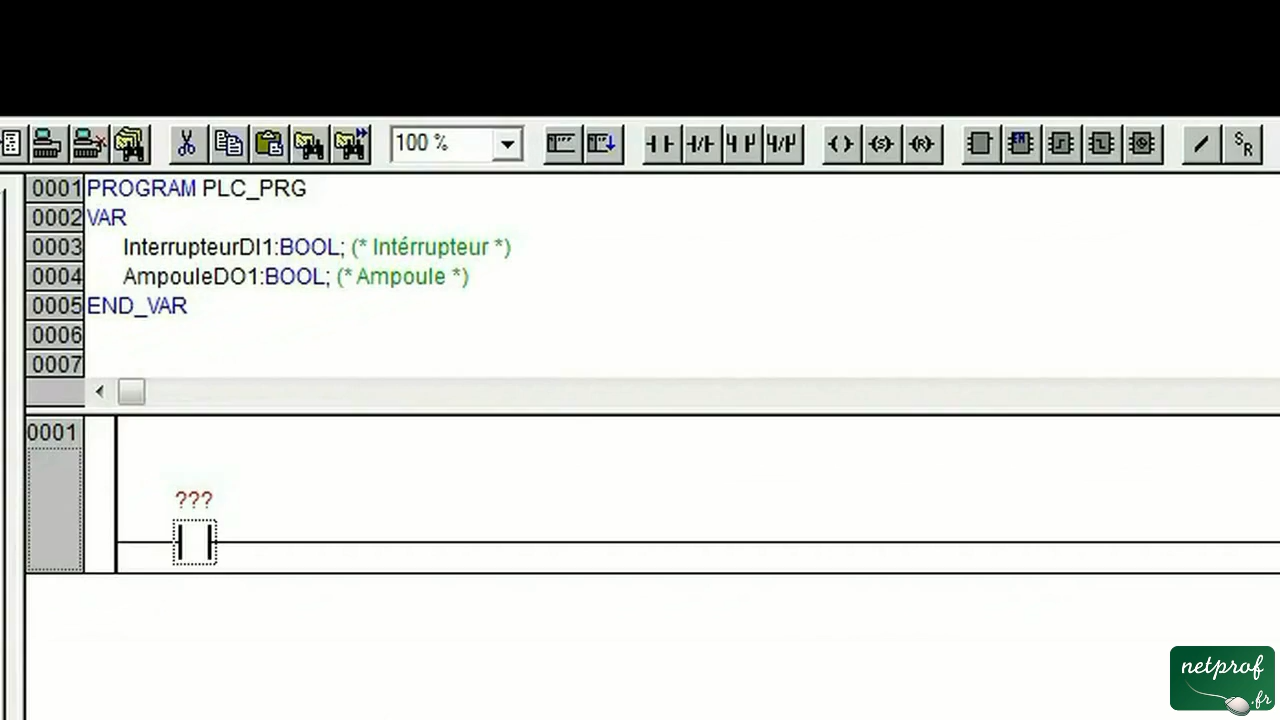 100 %
(S) (R)
S R
0001 PROGRAM PLC_PRG
0002 VAR
0003 InterrupteurDI1:BOOL; (* Intérrupteur *)
0004 AmpouleDO1:BOOL; (* Ampoule *)
0005 END_VAR
0006
0007
0001
???
netprof
.fr